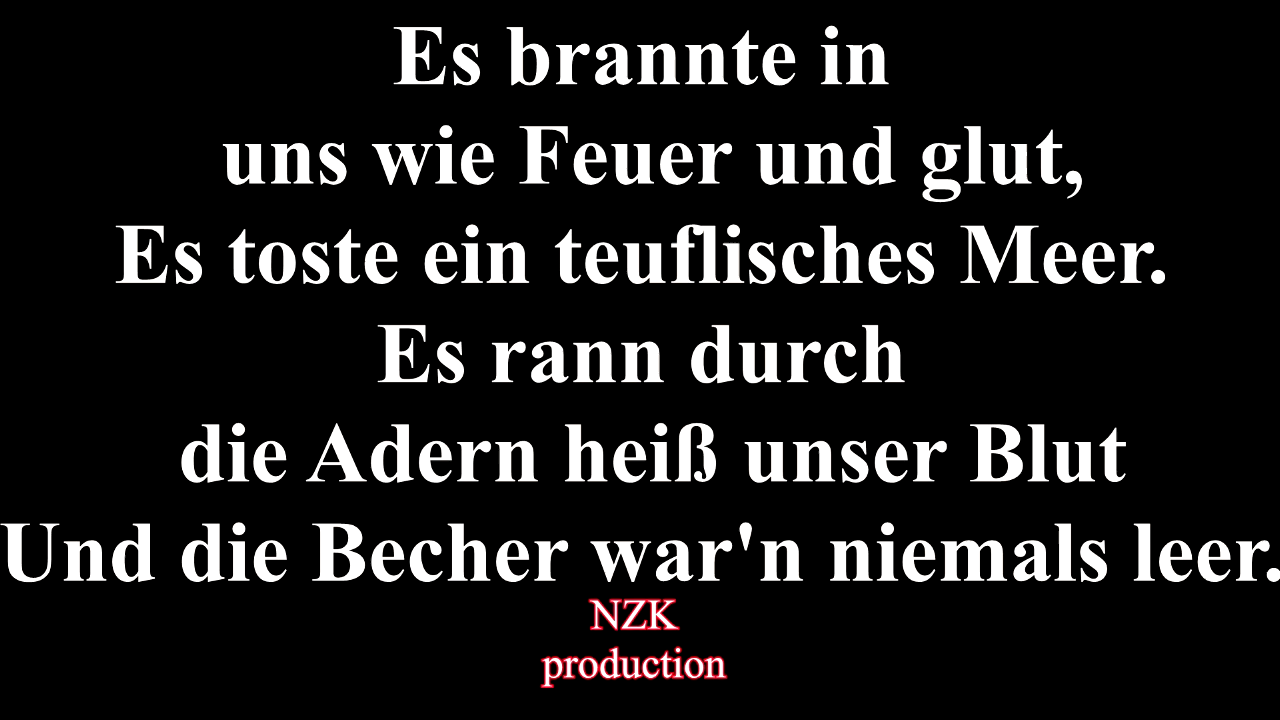 Es brannte in
uns wie Feuer und glut,
Es toste ein teuflisches Meer.
Es rann durch
die Adern heiß unser Blut
Und die Becher war'n niemals leer.
NZK
production